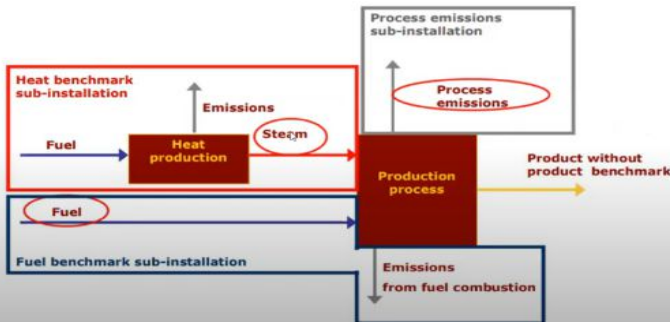 Process emissions
sub-installation
Heat benchmark
sub-installation
Emissions
Process
emissions
Fuel
Heat
production
Steam
Product without
product benchmark
Production
process
Fuel
Fuel benchmark sub-installation
Emissions
from fuel combustion